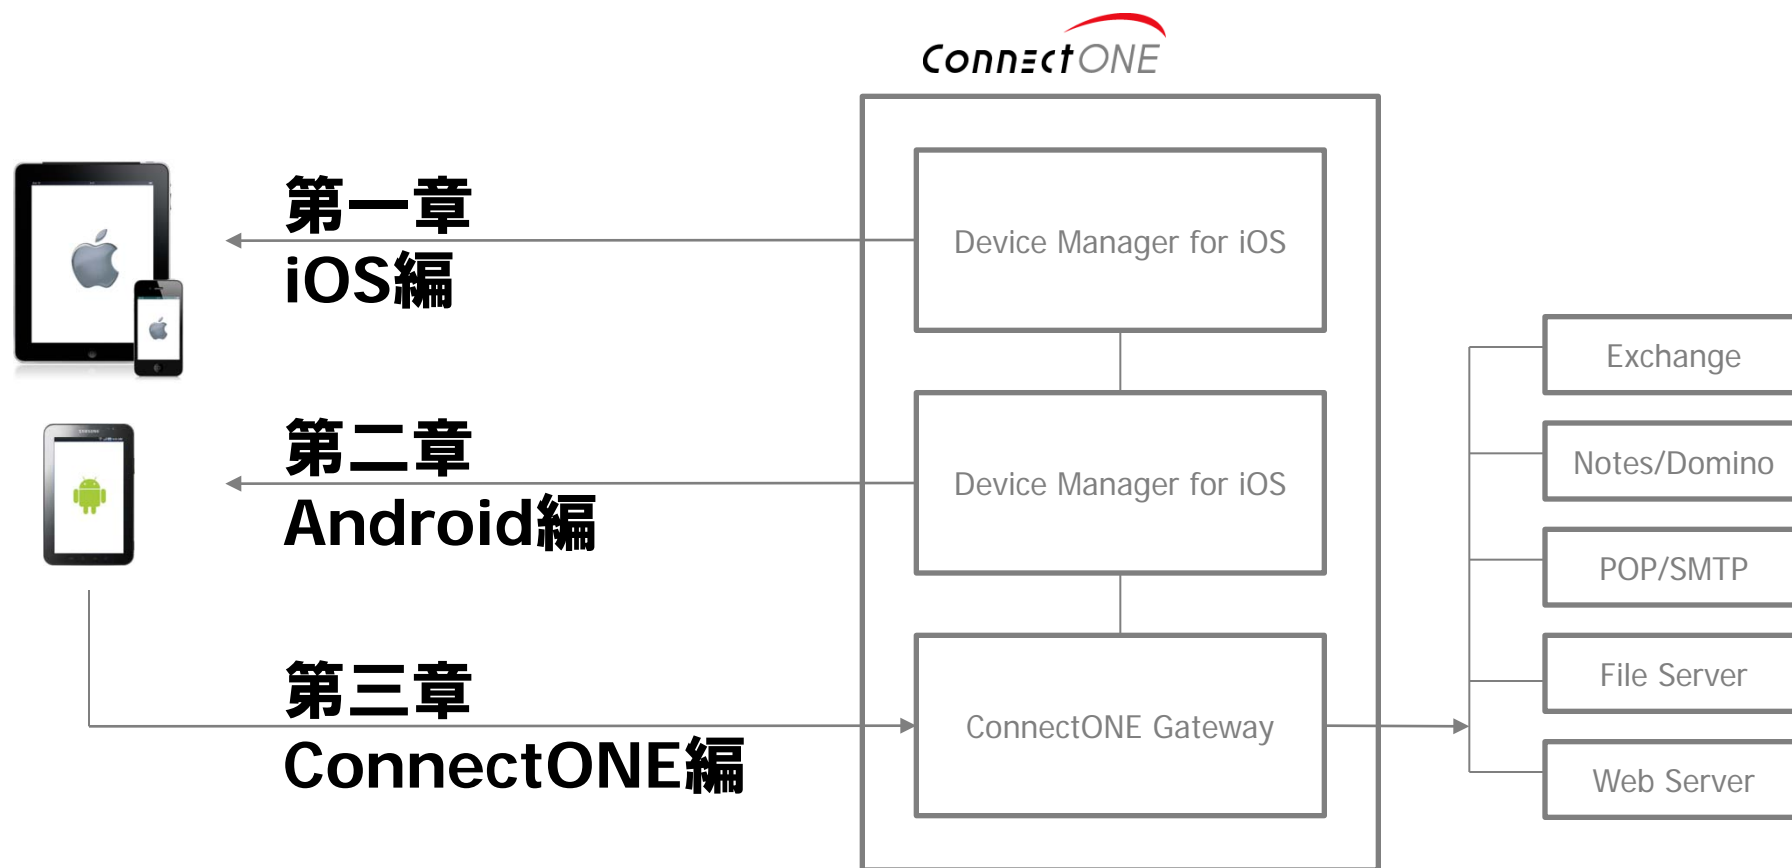 ConnectONE
第一章
iOS編
Device Manager for iOS
第二章
Android編
Device Manager for iOS
第三章
ConnectONE編
ConnectONE Gateway
Exchange
Notes/Domino
POP/SMTP
File Server
Web Server
SAMSUNG